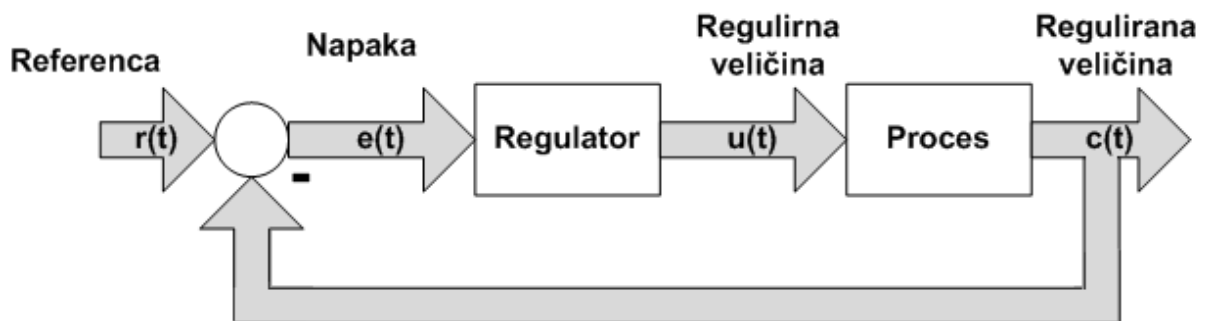 Referenca
Napaka
Regulirna
veličina
Regulirana
veličina
r(t)
e(t)
Regulator
u(t)
Proces
c(t)
-